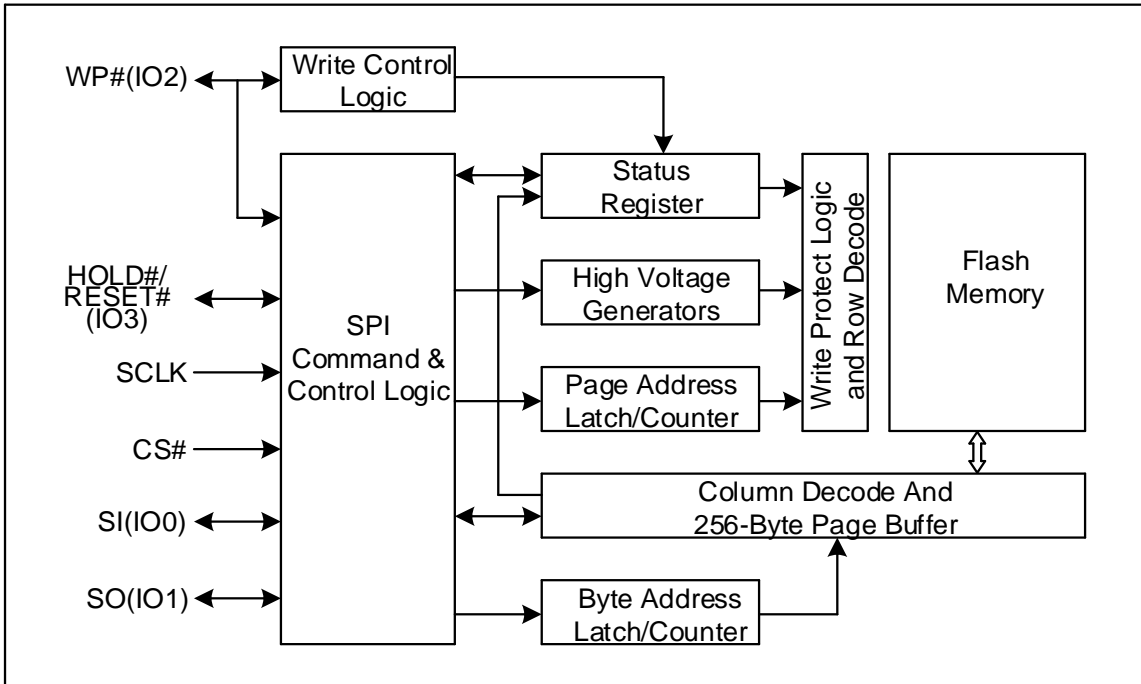 WP#(IO2)
Write Control
Logic
Status
Register
Write Protect Logic
and Row Decode
Flash
Memory
HOLD#/
RESET#
(IO3)
High Voltage
Generators
SPI
Command &
Control Logic
SCLK
Page Address
Latch/Counter
CS#
Column Decode And
256-Byte Page Buffer
SI(IO0)
SO(IO1)
Byte Address
Latch/Counter